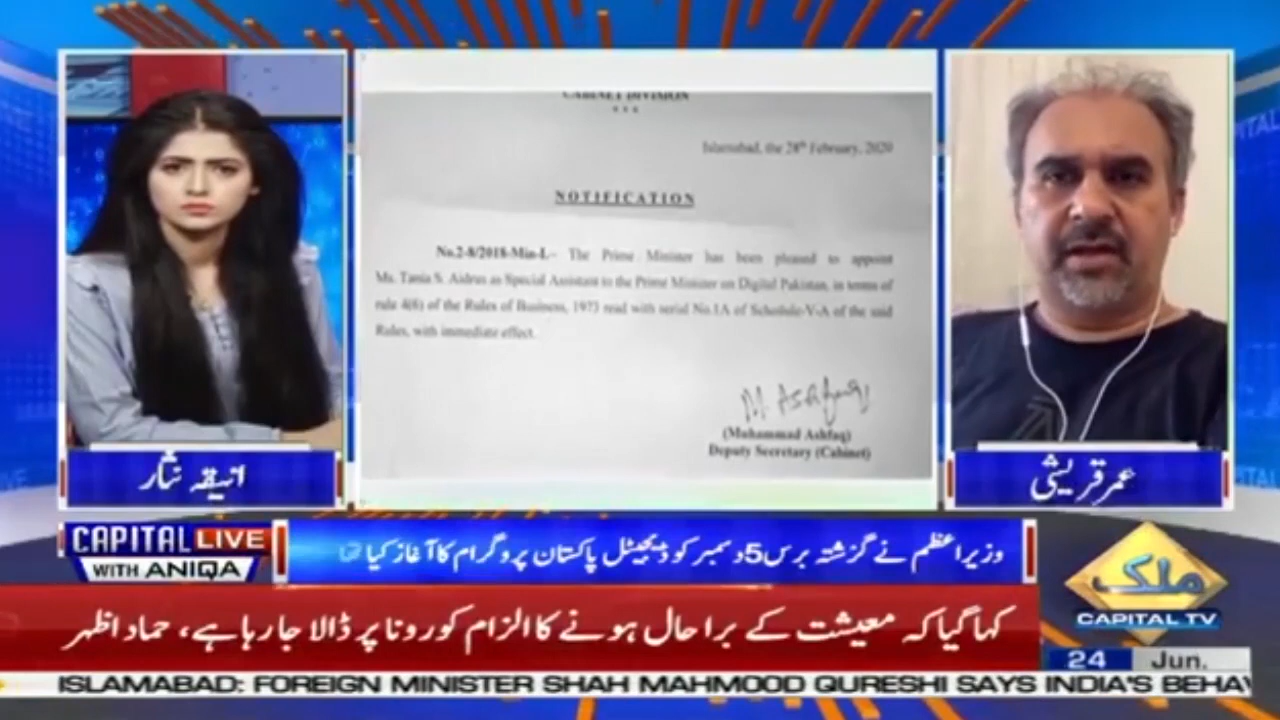 CABINET DIVISION
Islamabad, the 28th February, 2020
NOTIFICATION
No.2-8/2018-Min-I.- The Prime Minister has been pleased to appoint
Ms. Tania S. Aidrus as Special Assistant to the Prime Minister on Digital Pakistan, in terms of
rule 4(6) of the Rules of Business, 1973 read with serial No.1A of Schedule-V-A of the said
Rules, with immediate effect.
(Muhammad Ashfaq)
Deputy Secretary (Cabinet)
انیقہ نثار
عمر قریشی
CAPITAL LIVE
WITH ANIQA
وزیراعظم نے گزشتہ برس 5 دسمبر کو ڈیجیٹل پاکستان پروگرام کا آغاز کیا
ملک
CAPITAL TV
کہا گیا کہ معیشت کے برا حال ہونے کا الزام کورونا پر ڈالا جا رہا ہے، حماد اظہر
24 Jun.
ISLAMABAD: FOREIGN MINISTER SHAH MAHMOOD QURESHI SAYS INDIA'S BEHAV